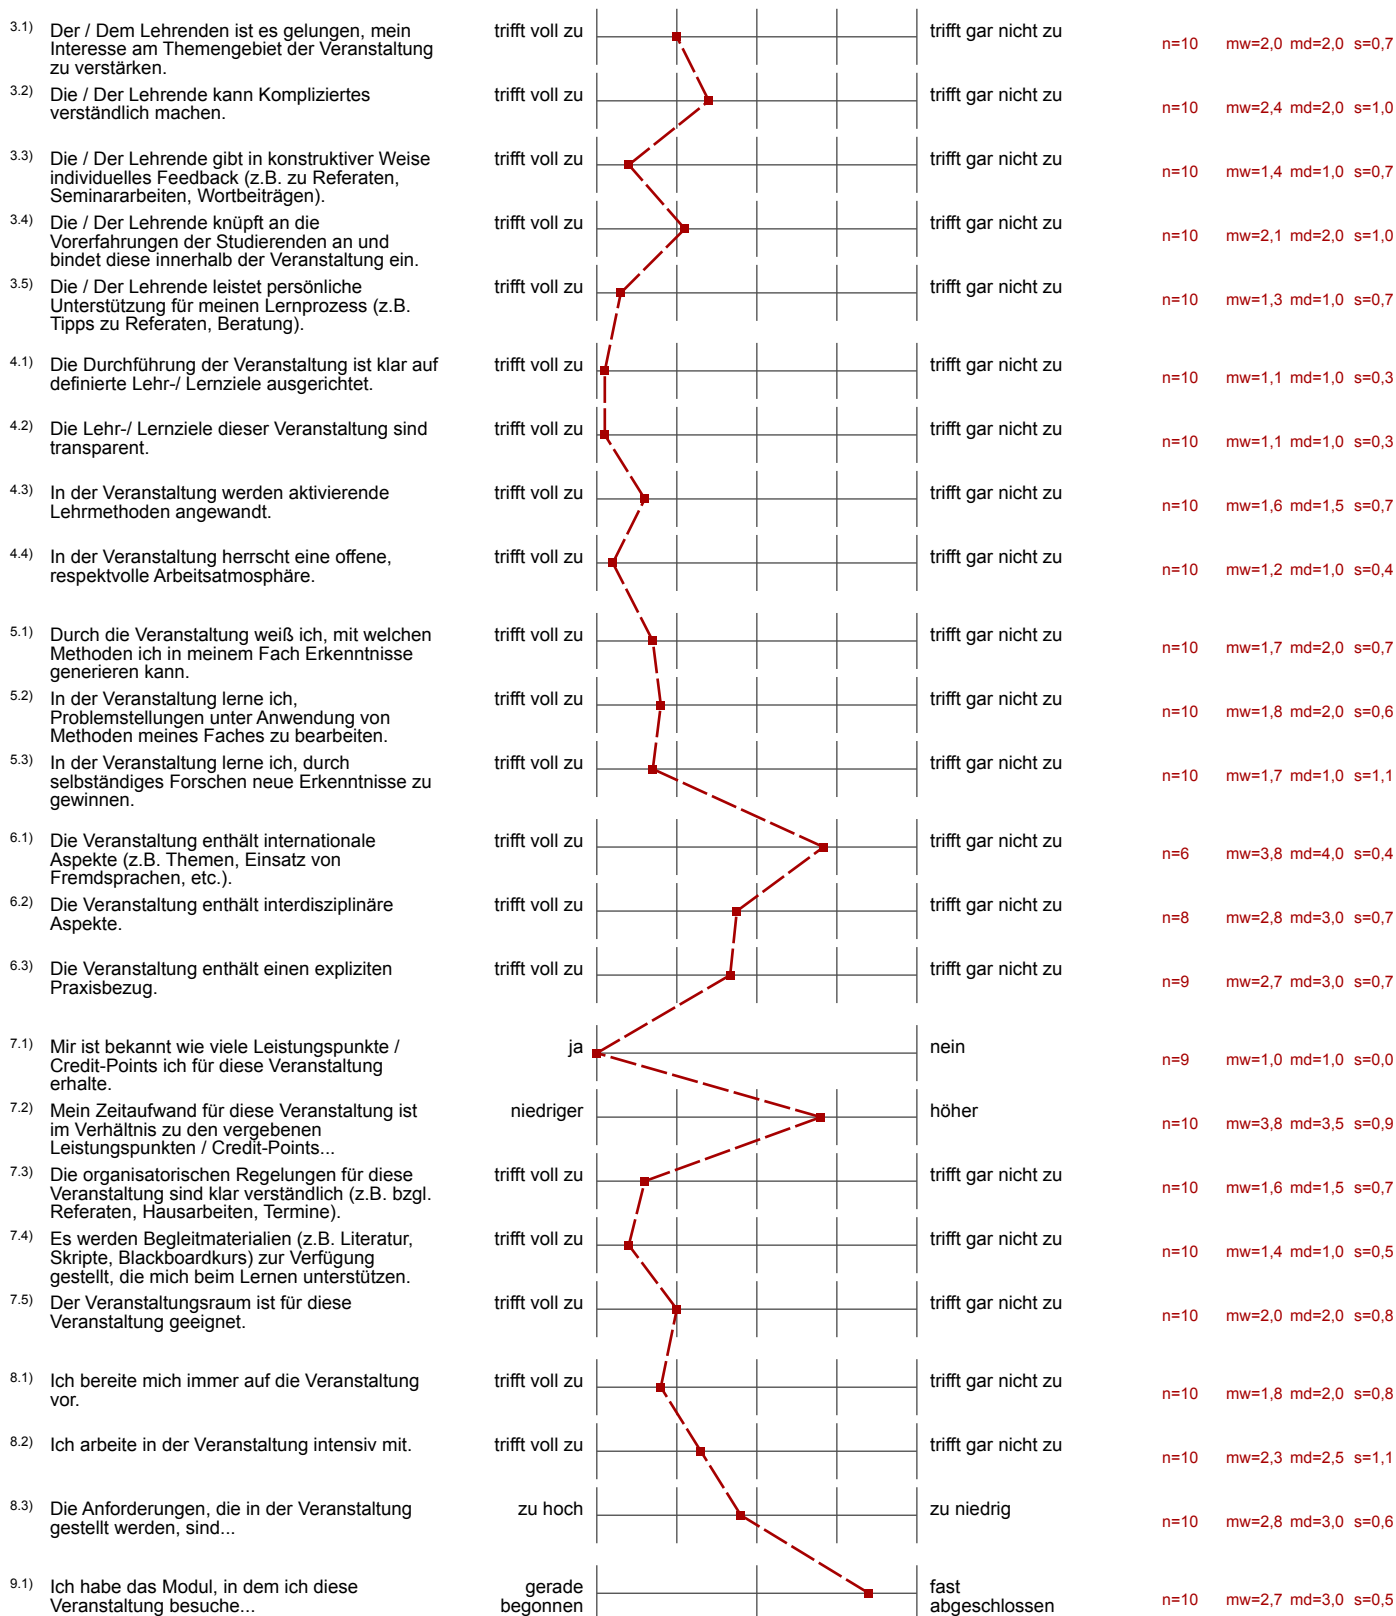 3.1) Der / Dem Lehrenden ist es gelungen, mein trifft voll zu trifft gar nicht zu
Interesse am Themengebiet der Veranstaltung n=10 mw=2,0 md=2,0 s=0,7
zu verstärken.
3.2) Die / Der Lehrende kann Kompliziertes trifft voll zu trifft gar nicht zu
verständlich machen. n=10 mw=2,4 md=2,0 s=1,0
3.3) Die / Der Lehrende gibt in konstruktiver Weise trifft voll zu trifft gar nicht zu
individuelles Feedback (z.B. zu Referaten, n=10 mw=1,4 md=1,0 s=0,7
Seminararbeiten, Wortbeiträgen).
3.4) Die / Der Lehrende knüpft an die trifft voll zu trifft gar nicht zu
Vorerfahrungen der Studierenden an und n=10 mw=2,1 md=2,0 s=1,0
bindet diese innerhalb der Veranstaltung ein.
3.5) Die / Der Lehrende leistet persönliche trifft voll zu trifft gar nicht zu
Unterstützung für meinen Lernprozess (z.B. n=10 mw=1,3 md=1,0 s=0,7
Tipps zu Referaten, Beratung).
4.1) Die Durchführung der Veranstaltung ist klar auf trifft voll zu trifft gar nicht zu
definierte Lehr-/ Lernziele ausgerichtet. n=10 mw=1,1 md=1,0 s=0,3
4.2) Die Lehr-/ Lernziele dieser Veranstaltung sind trifft voll zu trifft gar nicht zu
transparent. n=10 mw=1,1 md=1,0 s=0,3
4.3) In der Veranstaltung werden aktivierende trifft voll zu trifft gar nicht zu
Lehrmethoden angewandt. n=10 mw=1,6 md=1,5 s=0,7
4.4) In der Veranstaltung herrscht eine offene, trifft voll zu trifft gar nicht zu
respektvolle Arbeitsatmosphäre. n=10 mw=1,2 md=1,0 s=0,4
5.1) Durch die Veranstaltung weiß ich, mit welchen trifft voll zu trifft gar nicht zu
Methoden ich in meinem Fach Erkenntnisse n=10 mw=1,7 md=2,0 s=0,7
generieren kann.
5.2) In der Veranstaltung lerne ich, trifft voll zu trifft gar nicht zu
Problemstellungen unter Anwendung von n=10 mw=1,8 md=2,0 s=0,6
Methoden meines Faches zu bearbeiten.
5.3) In der Veranstaltung lerne ich, durch trifft voll zu trifft gar nicht zu
selbständiges Forschen neue Erkenntnisse zu n=10 mw=1,7 md=1,0 s=1,1
gewinnen.
6.1) Die Veranstaltung enthält internationale trifft voll zu trifft gar nicht zu
Aspekte (z.B. Themen, Einsatz von n=6 mw=3,8 md=4,0 s=0,4
Fremdsprachen, etc.).
6.2) Die Veranstaltung enthält interdisziplinäre trifft voll zu trifft gar nicht zu
Aspekte. n=8 mw=2,8 md=3,0 s=0,7
6.3) Die Veranstaltung enthält einen expliziten trifft voll zu trifft gar nicht zu
Praxisbezug. n=9 mw=2,7 md=3,0 s=0,7
7.1) Mir ist bekannt wie viele Leistungspunkte / ja nein
Credit-Points ich für diese Veranstaltung n=9 mw=1,0 md=1,0 s=0,0
erhalte.
7.2) Mein Zeitaufwand für diese Veranstaltung ist niedriger höher
im Verhältnis zu den vergebenen n=10 mw=3,8 md=3,5 s=0,9
Leistungspunkten / Credit-Points...
7.3) Die organisatorischen Regelungen für diese trifft voll zu trifft gar nicht zu
Veranstaltung sind klar verständlich (z.B. bzgl. n=10 mw=1,6 md=1,5 s=0,7
Referaten, Hausarbeiten, Termine).
7.4) Es werden Begleitmaterialien (z.B. Literatur, trifft voll zu trifft gar nicht zu
Skripte, Blackboardkurs) zur Verfügung n=10 mw=1,4 md=1,0 s=0,5
gestellt, die mich beim Lernen unterstützen.
7.5) Der Veranstaltungsraum ist für diese trifft voll zu trifft gar nicht zu
Veranstaltung geeignet. n=10 mw=2,0 md=2,0 s=0,8
8.1) Ich bereite mich immer auf die Veranstaltung trifft voll zu trifft gar nicht zu
vor. n=10 mw=1,8 md=2,0 s=0,8
8.2) Ich arbeite in der Veranstaltung intensiv mit. trifft voll zu trifft gar nicht zu
n=10 mw=2,3 md=2,5 s=1,1
8.3) Die Anforderungen, die in der Veranstaltung zu hoch zu niedrig
gestellt werden, sind... n=10 mw=2,8 md=3,0 s=0,6
9.1) Ich habe das Modul, in dem ich diese gerade fast
Veranstaltung besuche... begonnen abgeschlossen n=10 mw=2,7 md=3,0 s=0,5